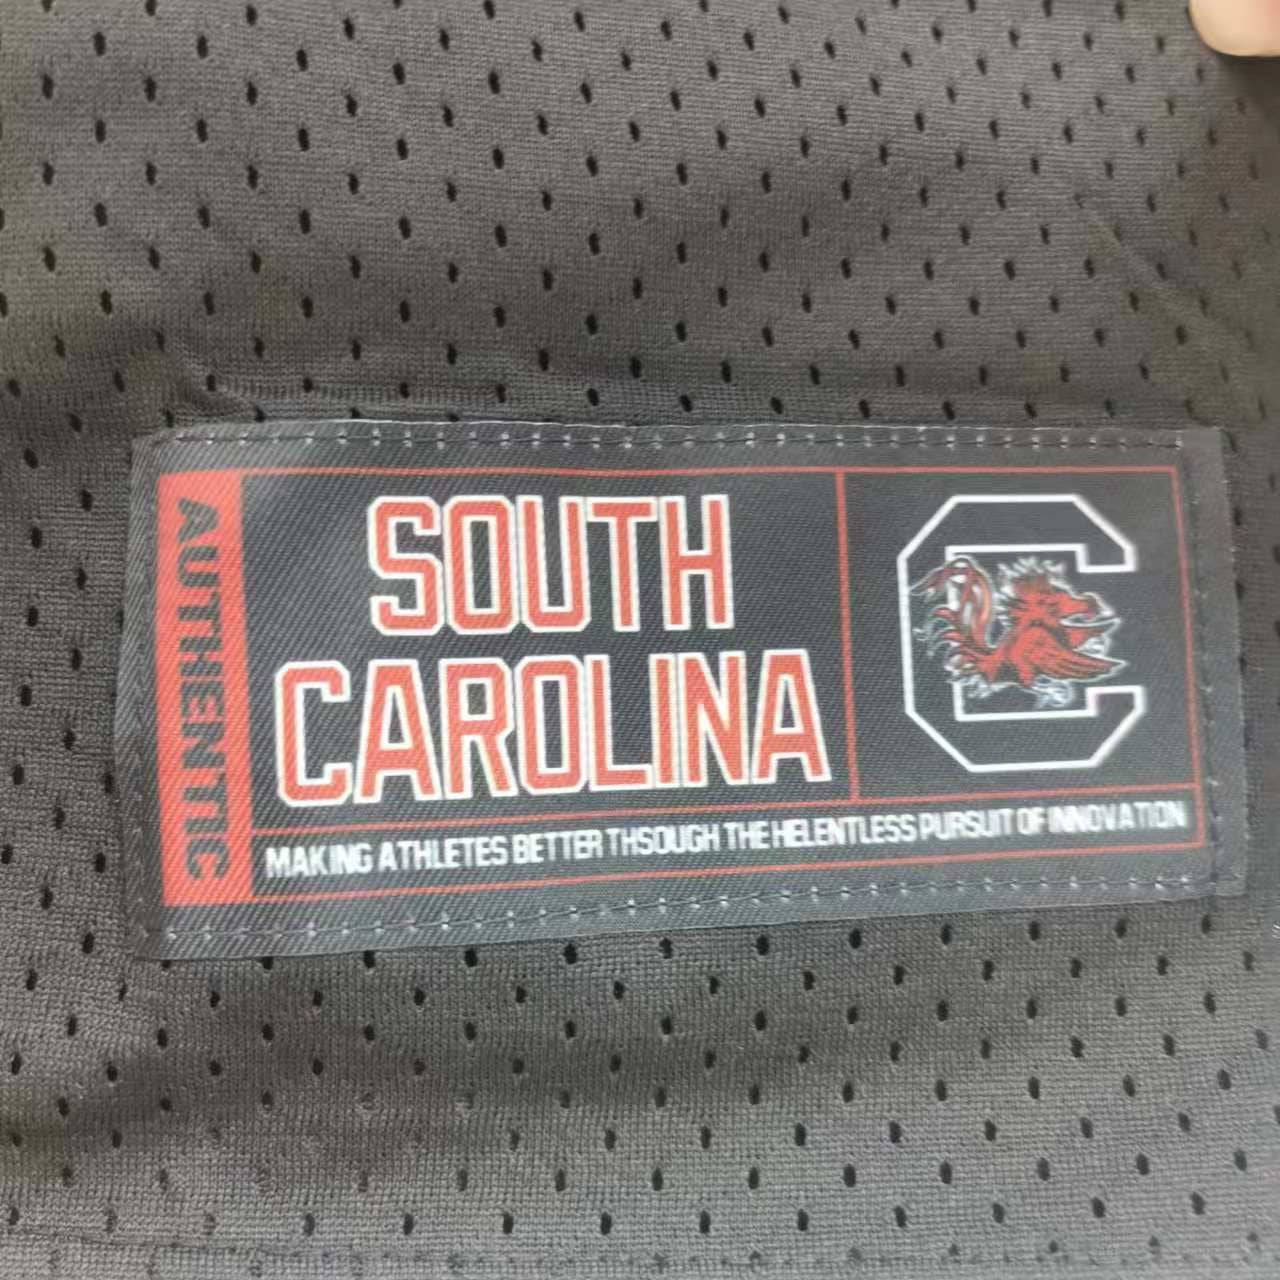 AUTHENTIC
SOUTH
CAROLINA
MAKING ATHLETES BETTER THSOUGH THE HELENTLESS PURSUIT OF INNOVATION
C